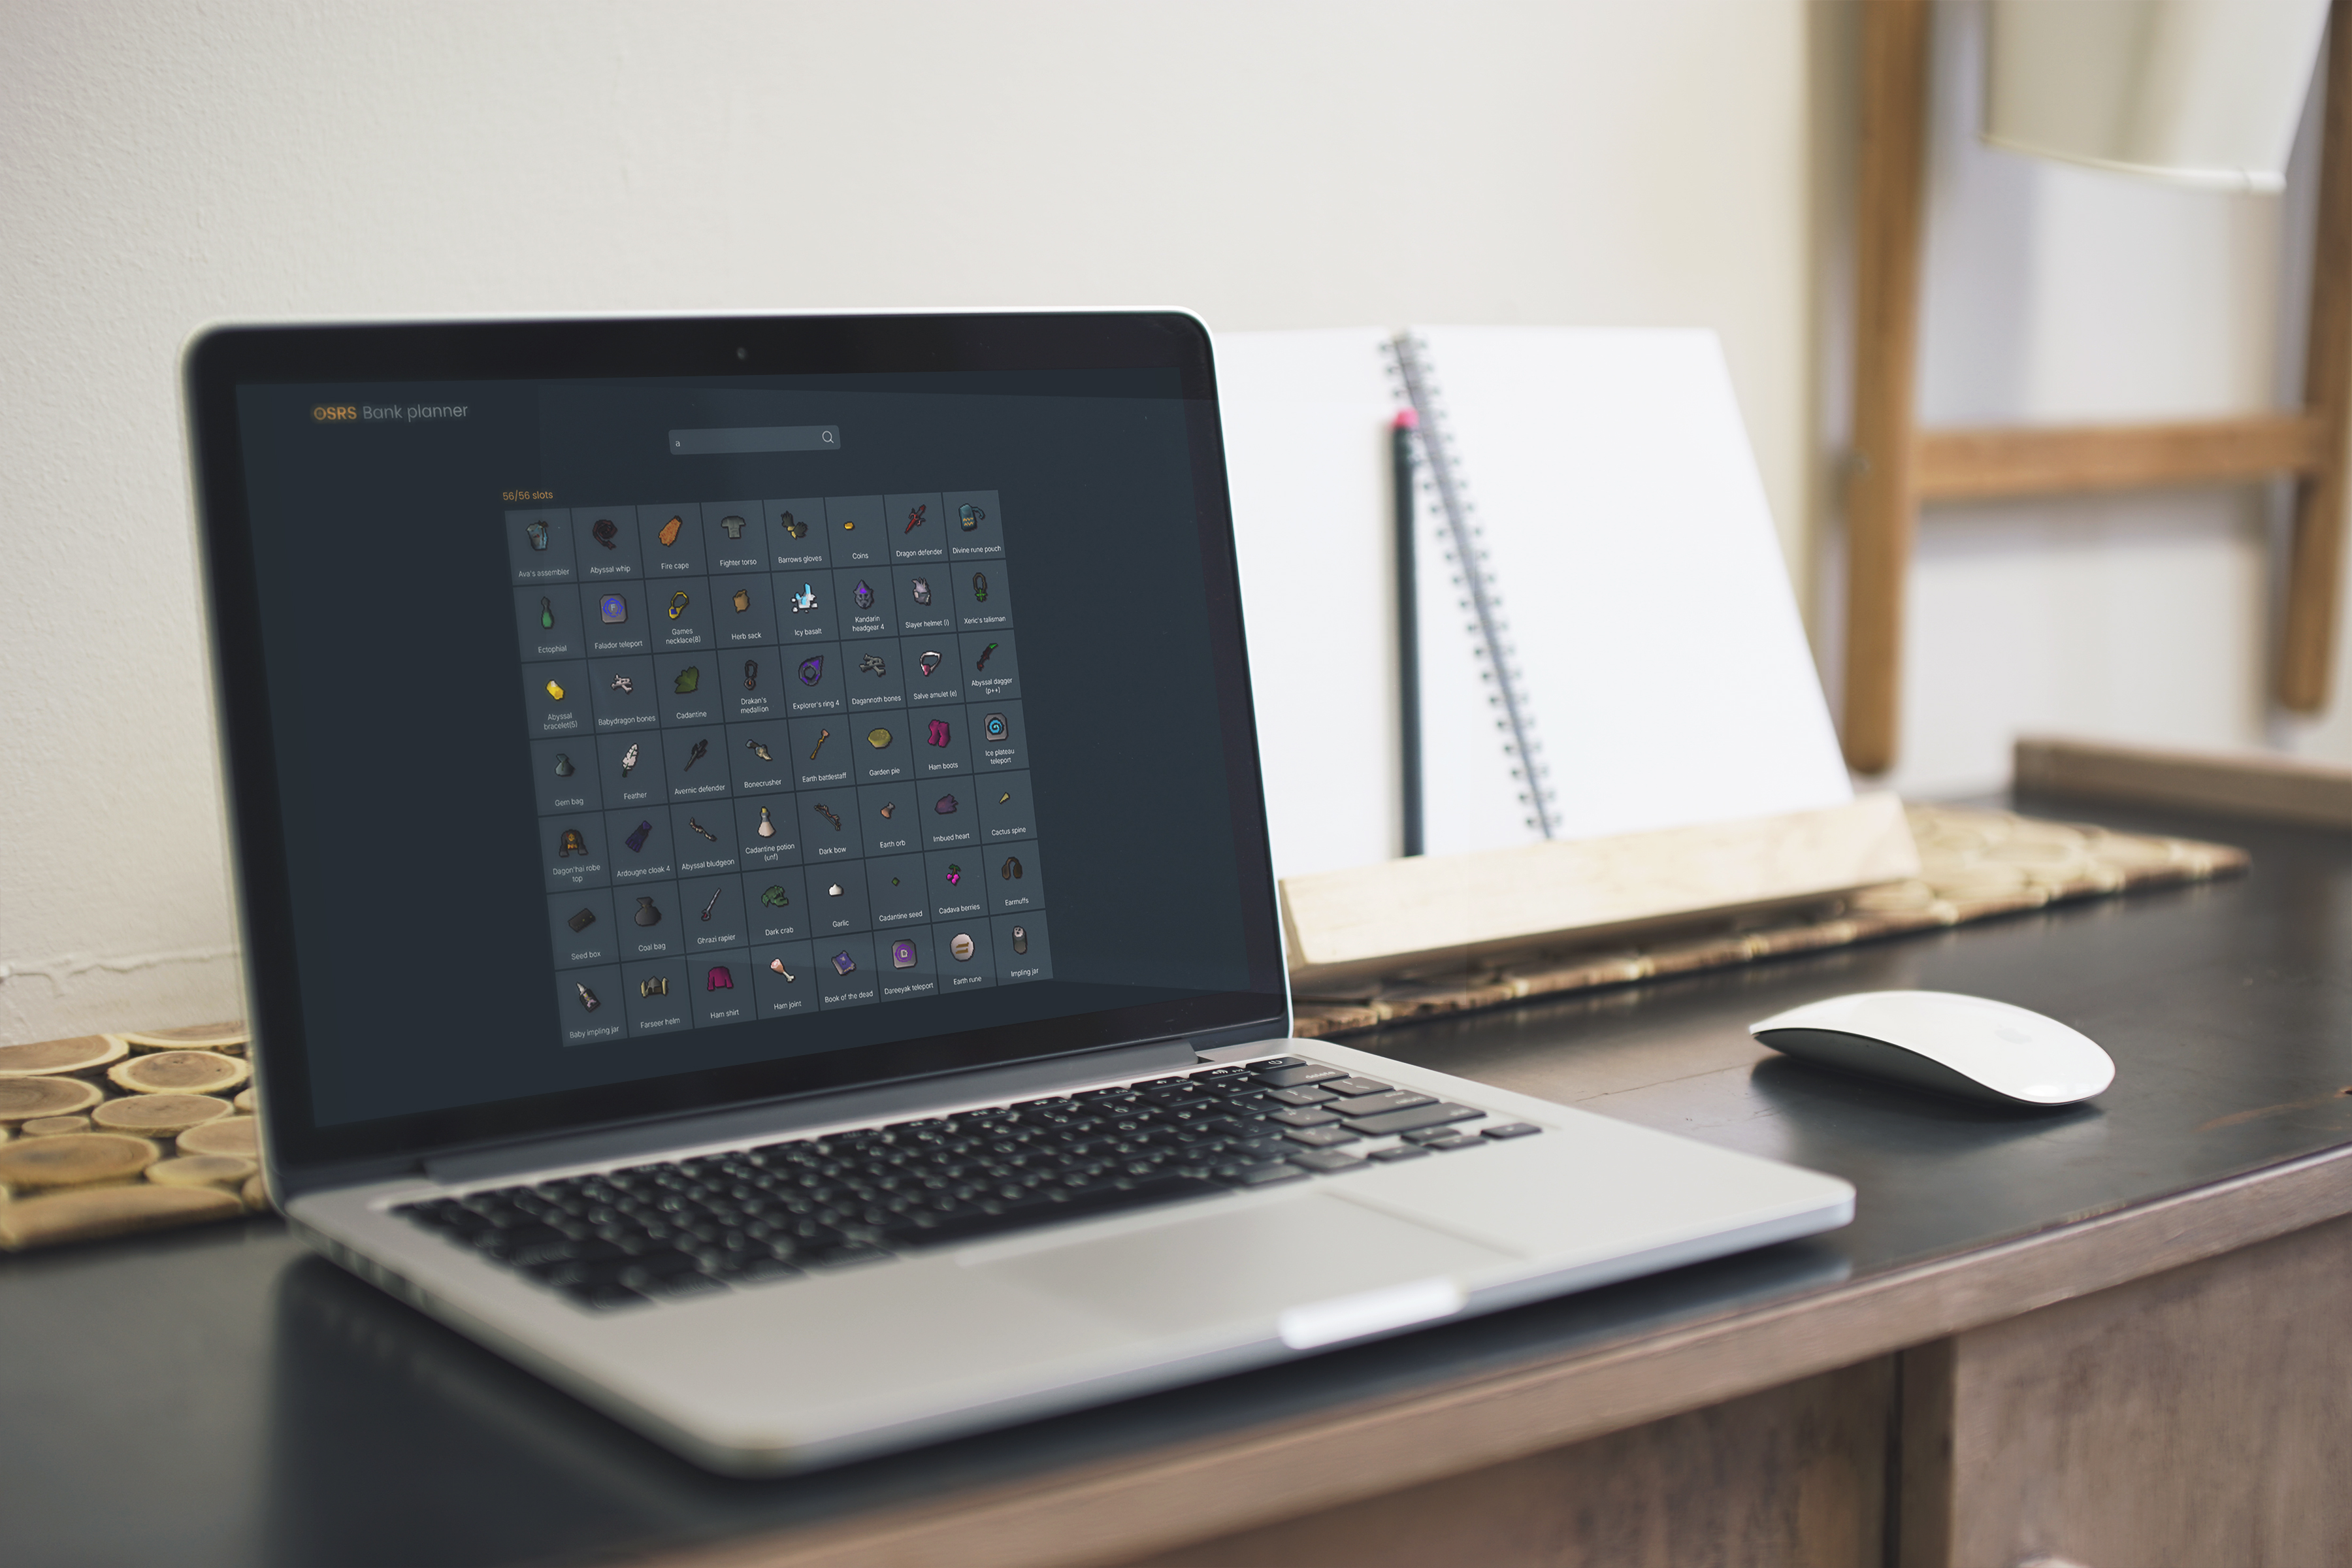 OSRS Bank planner
a
56/56 slots
Ava's assembler
Abyssal whip
Fire cape
Fighter torso
Barrows gloves
Coins
Dragon defender
Divine rune pouch
Ectophial
Falador teleport
Games
necklace(8)
Herb sack
Icy basalt
Kandarin
headgear 4
Slayer helmet (i)
Xeric's talisman
Abyssal
bracelet(5)
Babydragon bones
Cadantine
Drakan's
medallion
Explorer's ring 4
Dagannoth bones
Salve amulet (e)
Abyssal dagger
(p++)
Gem bag
Feather
Avernic defender
Bonecrusher
Earth battlestaff
Garden pie
Ham boots
Ice plateau
teleport
Dagon'hai robe
top
Ardougne cloak 4
Abyssal bludgeon
Cadantine potion
(unf)
Dark bow
Earth orb
Imbued heart
Cactus spine
Seed box
Coal bag
Ghrazi rapier
Dark crab
Garlic
Cadantine seed
Cadava berries
Earmuffs
Baby impling jar
Farseer helm
Ham shirt
Ham joint
Book of the dead
Dareeyak teleport
Earth rune
Impling jar